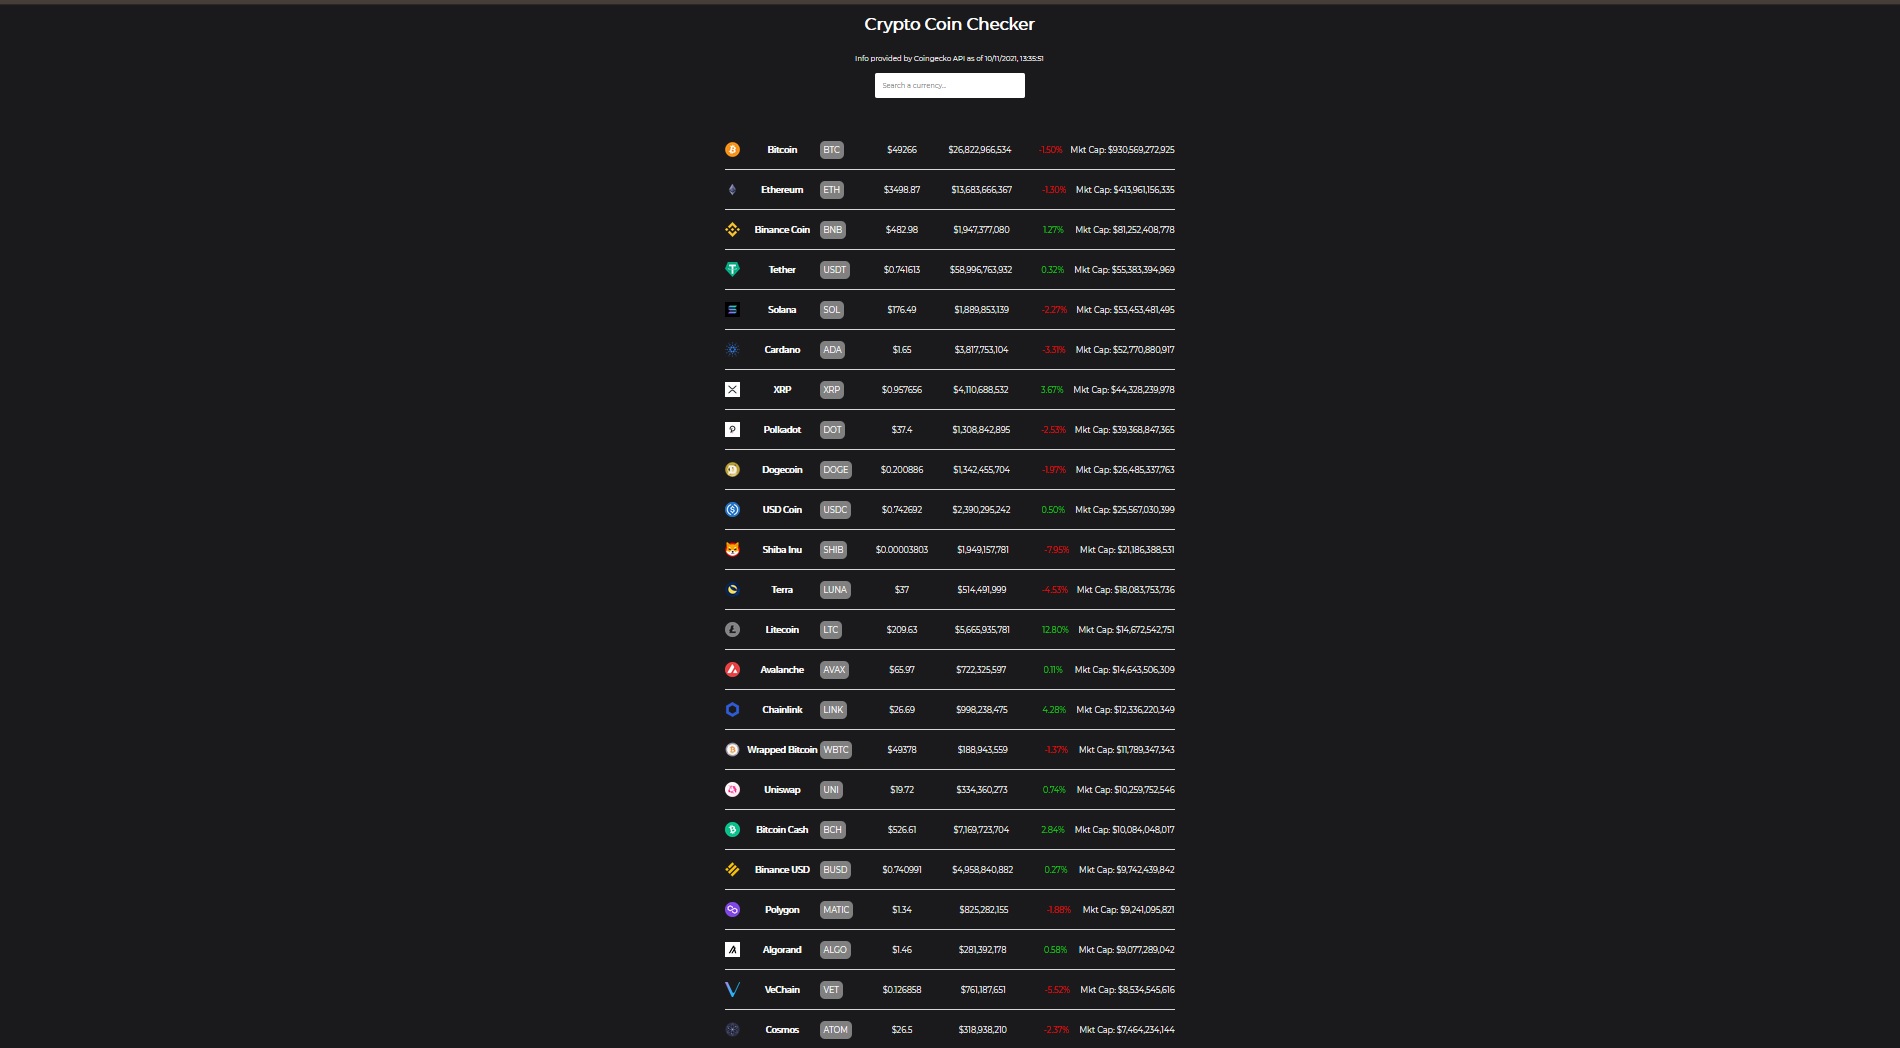 Crypto Coin Checker
Info provided by Coingecko API as of 10/11/2021, 13:35:51
Search a currency...
Bitcoin BTC $49266 $26,822,966,534 -1.50% Mkt Cap: $930,569,272,925
Ethereum ETH $3498.87 $13,683,666,367 -1.30% Mkt Cap: $413,961,156,335
Binance Coin BNB $482.98 $1,947,377,080 1.27% Mkt Cap: $81,252,408,778
Tether USDT $0.741613 $58,996,763,932 0.32% Mkt Cap: $55,383,394,969
Solana SOL $176.49 $1,889,853,139 -2.27% Mkt Cap: $53,453,481,495
Cardano ADA $1.65 $3,817,753,104 -3.31% Mkt Cap: $52,770,880,917
XRP XRP $0.957656 $4,110,688,532 3.67% Mkt Cap: $44,328,239,978
Polkadot DOT $37.4 $1,308,842,895 -2.53% Mkt Cap: $39,368,847,365
Dogecoin DOGE $0.200886 $1,342,455,704 -1.97% Mkt Cap: $26,485,337,763
USD Coin USDC $0.742692 $2,390,295,242 0.50% Mkt Cap: $25,567,030,399
Shiba Inu SHIB $0.00003803 $1,949,157,781 -7.95% Mkt Cap: $21,186,388,531
Terra LUNA $37 $514,491,999 -4.53% Mkt Cap: $18,083,753,736
Litecoin LTC $209.63 $5,665,935,781 12.80% Mkt Cap: $14,672,542,751
Avalanche AVAX $65.97 $722,325,597 0.11% Mkt Cap: $14,643,506,309
Chainlink LINK $26.69 $998,238,475 4.28% Mkt Cap: $12,336,220,349
Wrapped Bitcoin WBTC $49378 $188,943,559 -1.37% Mkt Cap: $11,789,347,343
Uniswap UNI $19.72 $334,360,273 0.74% Mkt Cap: $10,259,752,546
Bitcoin Cash BCH $526.61 $7,169,723,704 2.84% Mkt Cap: $10,084,048,017
Binance USD BUSD $0.740991 $4,958,840,882 0.27% Mkt Cap: $9,742,439,842
Polygon MATIC $1.34 $825,282,155 -1.88% Mkt Cap: $9,241,095,821
Algorand ALGO $1.46 $281,392,178 0.58% Mkt Cap: $9,077,289,042
VeChain VET $0.126858 $761,187,651 -5.52% Mkt Cap: $8,534,545,616
Cosmos ATOM $26.5 $318,938,210 -2.37% Mkt Cap: $7,464,234,144